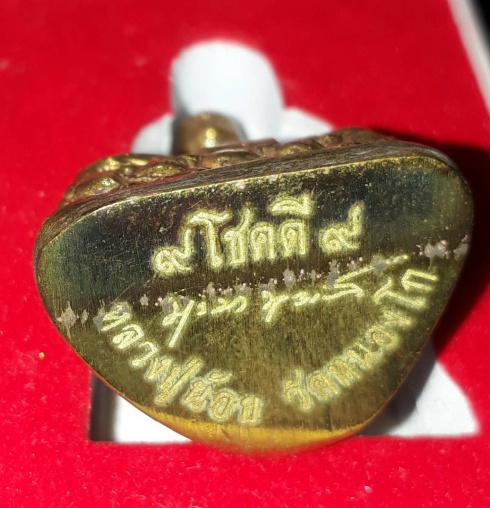 ๙ โชคดี ๙
หลวงปู่น้อย วัดหนองโก